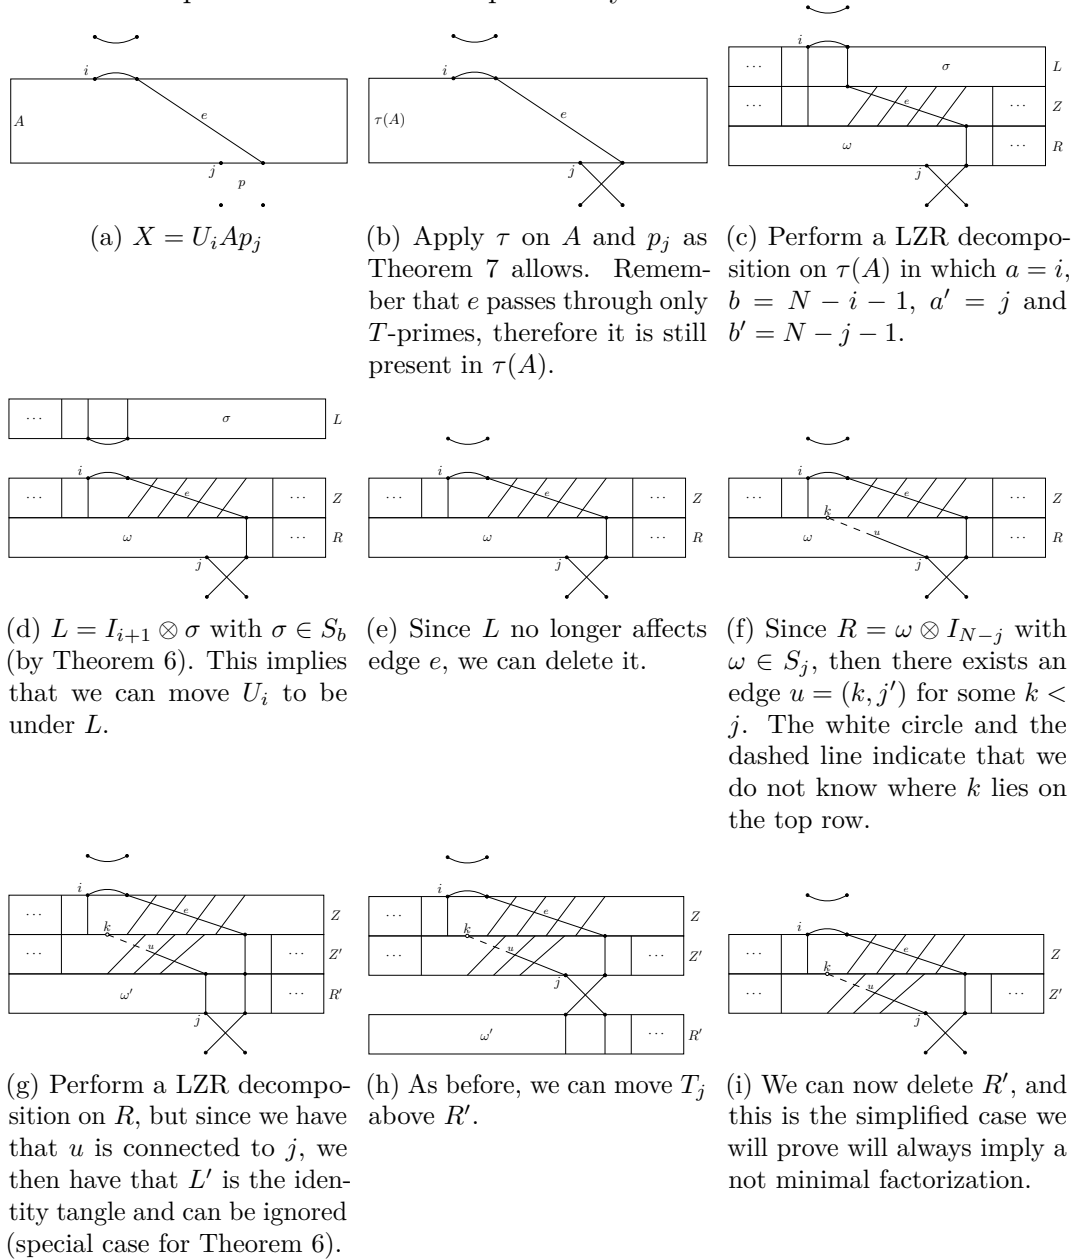 i
A
e
j
p
(a) X = U_i A p_j
i
τ(A)
e
j
(b) Apply τ on A and p_j as
Theorem 7 allows. Remem-
ber that e passes through only
T-primes, therefore it is still
present in τ(A).
i
··· σ L
··· e ··· Z
ω ··· R
j
(c) Perform a LZR decompo-
sition on τ(A) in which a = i,
b = N − i − 1, a′ = j and
b′ = N − j − 1.
··· σ L
i
··· e ··· Z
ω ··· R
j
(d) L = I_{i+1} ⊗ σ with σ ∈ S_b
(by Theorem 6). This implies
that we can move U_i to be
under L.
i
··· e ··· Z
ω ··· R
j
(e) Since L no longer affects
edge e, we can delete it.
i
··· e ··· Z
k
ω u ··· R
j
(f) Since R = ω ⊗ I_{N−j} with
ω ∈ S_j, then there exists an
edge u = (k, j′) for some k <
j. The white circle and the
dashed line indicate that we
do not know where k lies on
the top row.
i
··· e Z
k
··· u ··· Z′
ω′ ··· R′
j
(g) Perform a LZR decompo-
sition on R, but since we have
that u is connected to j, we
then have that L′ is the iden-
tity tangle and can be ignored
(special case for Theorem 6).
i
··· e Z
k
··· u ··· Z′
j
ω′ ··· R′
(h) As before, we can move T_j
above R′.
i
··· e Z
k
··· u ··· Z′
j
(i) We can now delete R′, and
this is the simplified case we
will prove will always imply a
not minimal factorization.